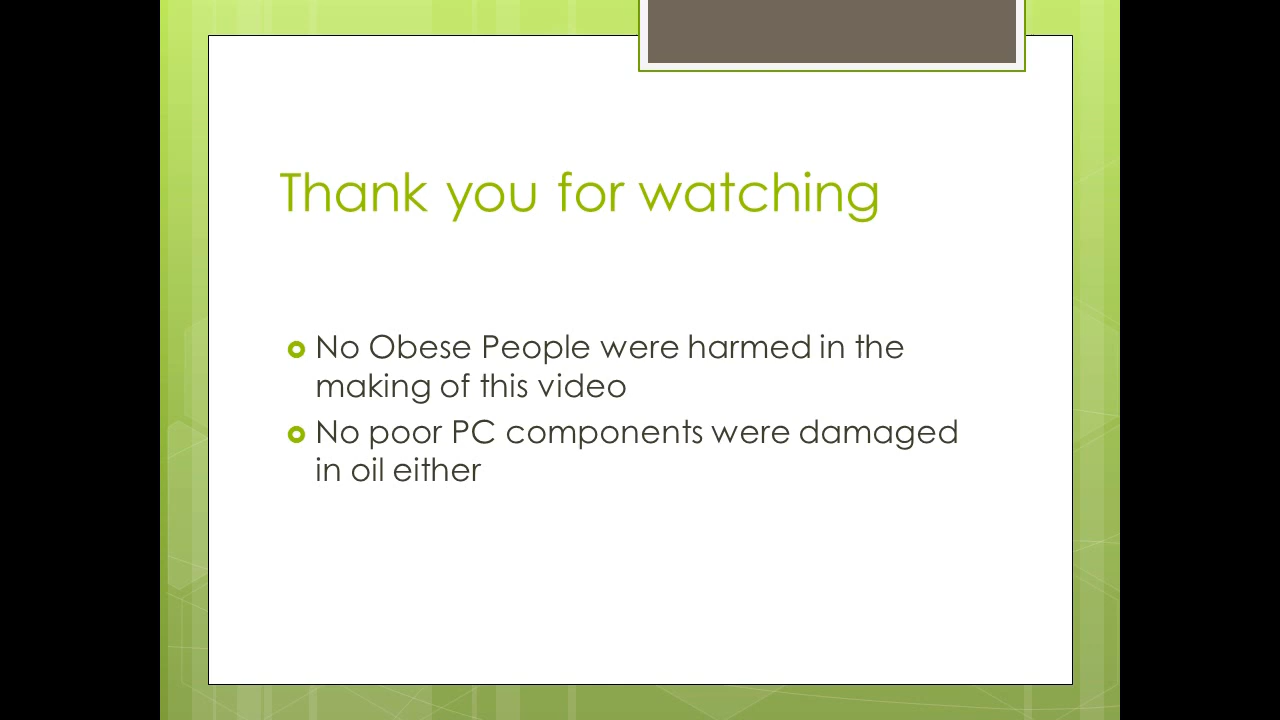 Thank you for watching
No Obese People were harmed in the
making of this video
No poor PC components were damaged
in oil either